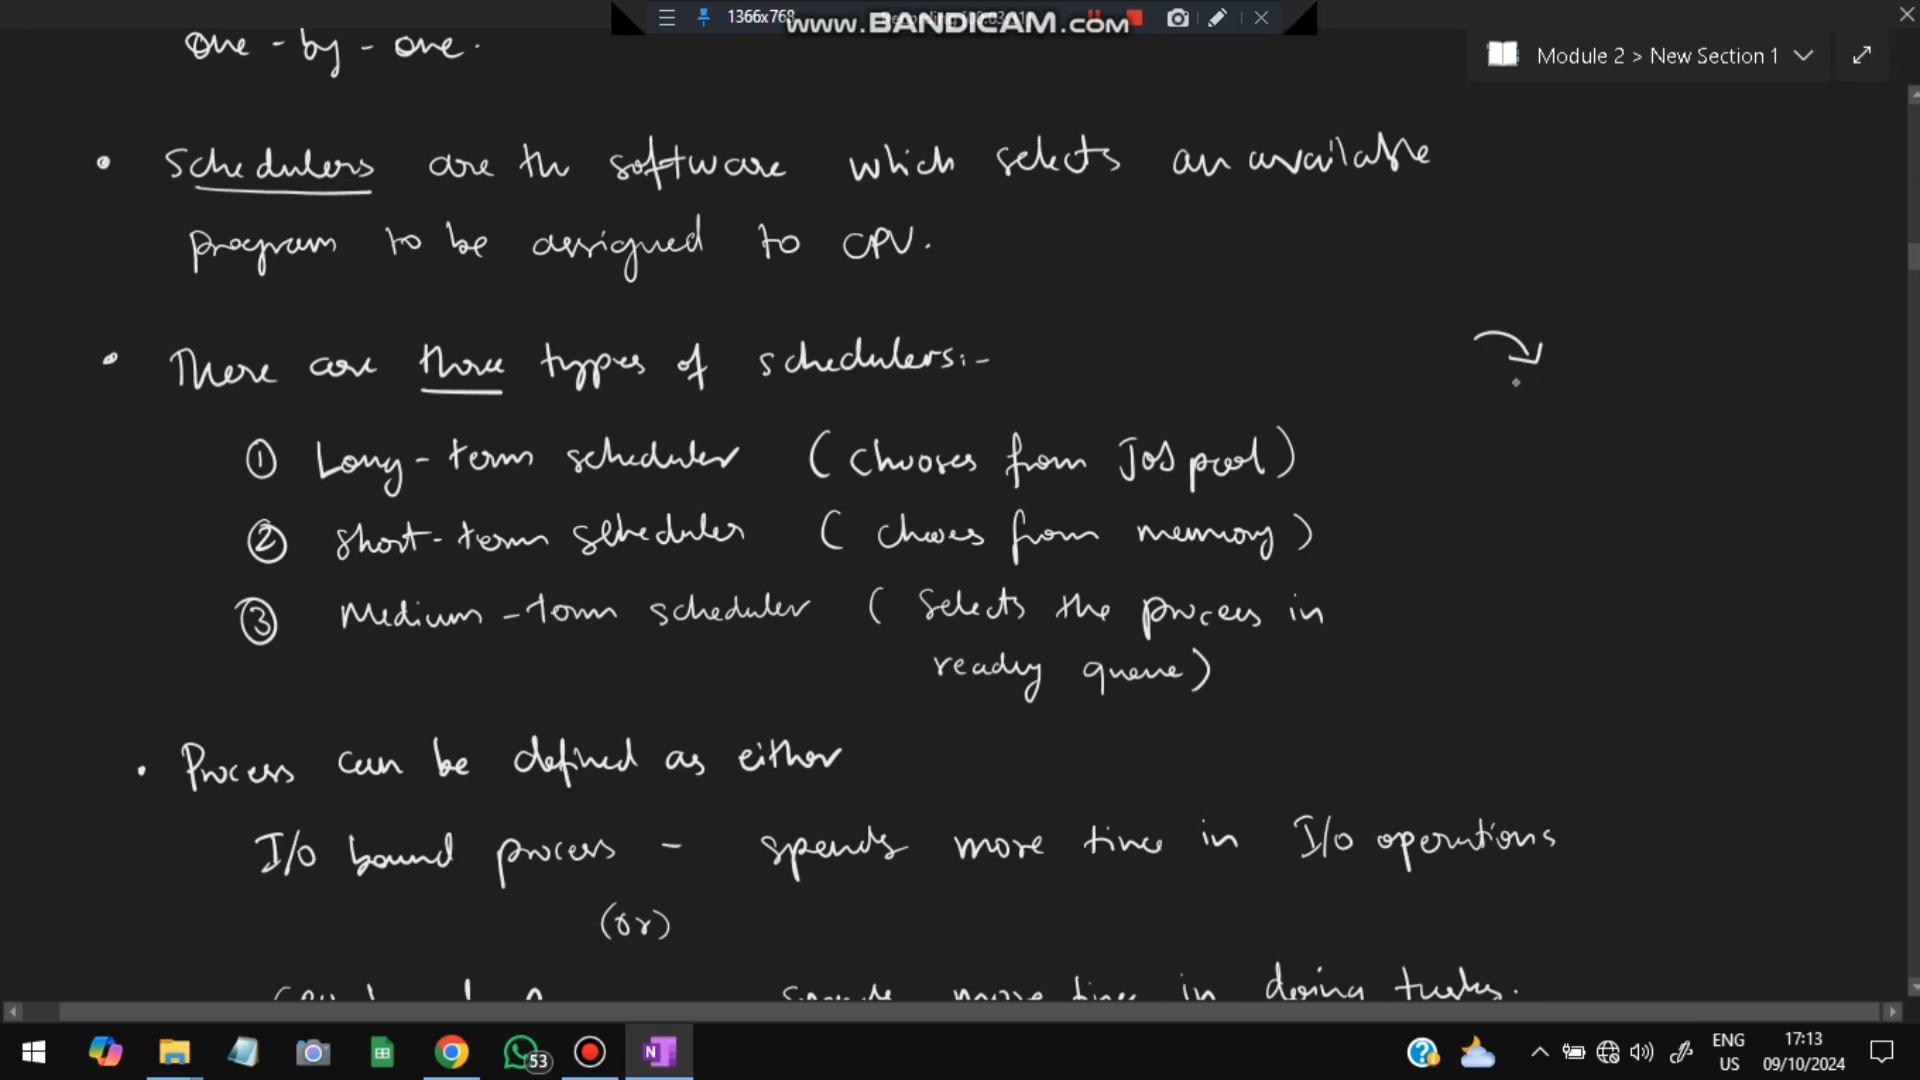 1366x768
www.BANDICAM.com
Module 2 > New Section 1
one-by-one.
• Schedulers are th software which selects an available
program to be assigned to CPU.
• There are three types of schedulers:-
① Long-term scheduler (chooses from Job pool)
② Short-term scheduler (chooses from memory)
③ Medium-term scheduler (Selects the process in
ready queue)
• Process can be defined as either
I/O bound process - spends more time in I/O operations
(or)
more time in doing tasks.
53
N
ENG
US
17:13
09/10/2024